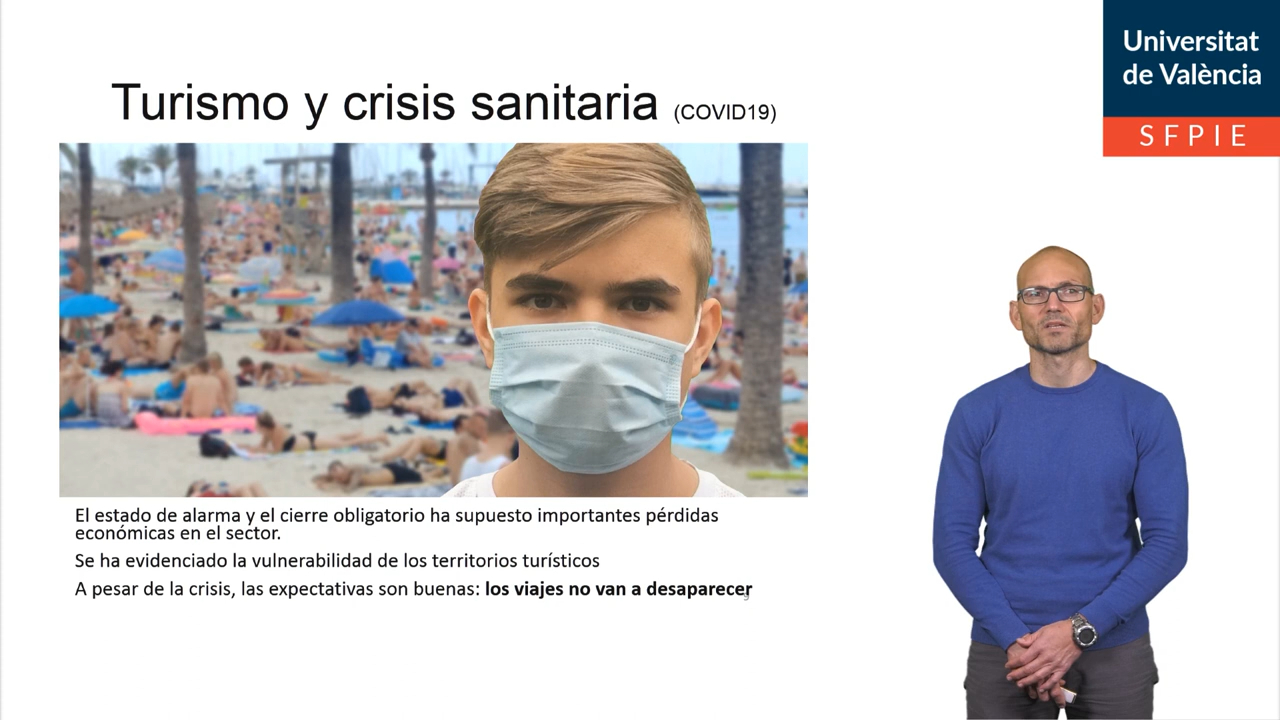 Universitat
de València
SFPIE
Turismo y crisis sanitaria (COVID19)
El estado de alarma y el cierre obligatorio ha supuesto importantes pérdidas
económicas en el sector.
Se ha evidenciado la vulnerabilidad de los territorios turísticos
A pesar de la crisis, las expectativas son buenas: los viajes no van a desaparecer
9